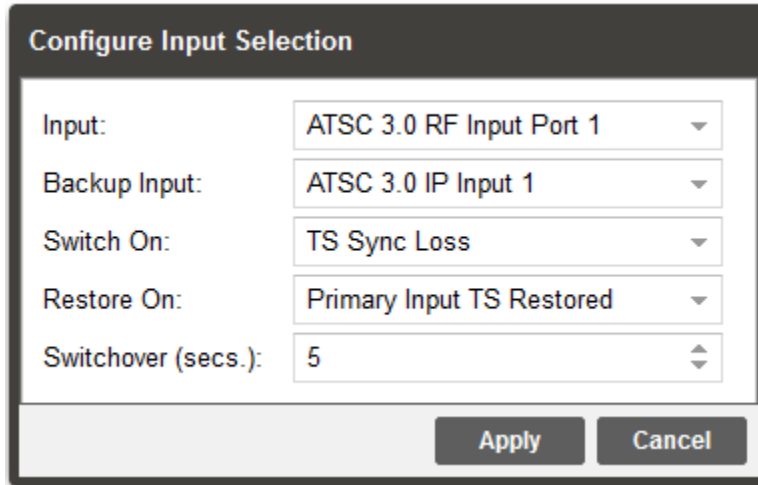 Configure Input Selection
Input: ATSC 3.0 RF Input Port 1
Backup Input: ATSC 3.0 IP Input 1
Switch On: TS Sync Loss
Restore On: Primary Input TS Restored
Switchover (secs.): 5
Apply Cancel